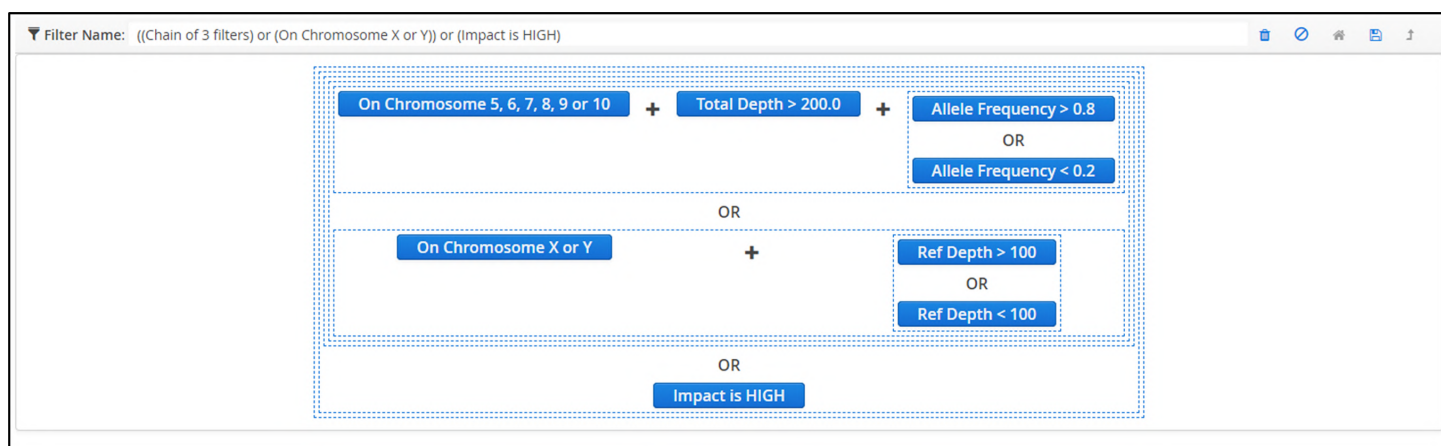 Filter Name: ((Chain of 3 filters) or (On Chromosome X or Y)) or (Impact is HIGH)
On Chromosome 5, 6, 7, 8, 9 or 10 + Total Depth > 200.0 + Allele Frequency > 0.8
OR
Allele Frequency < 0.2
OR
On Chromosome X or Y + Ref Depth > 100
OR
Ref Depth < 100
OR
Impact is HIGH